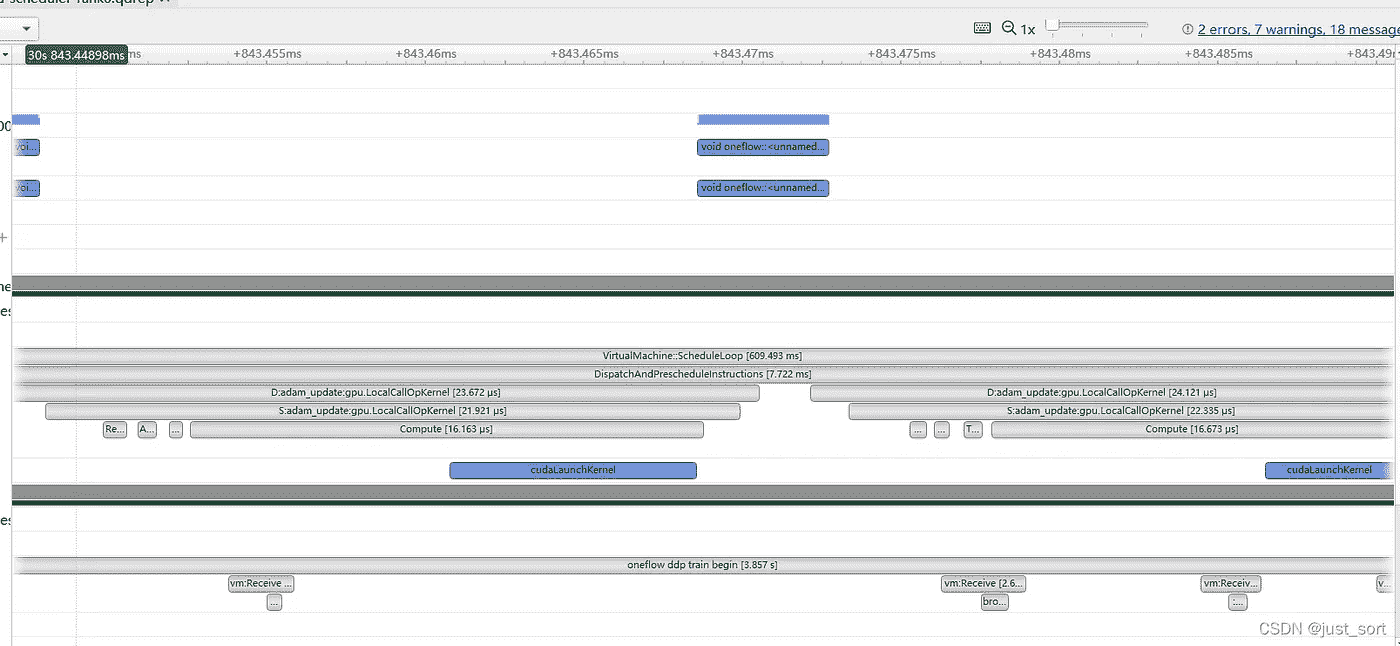 1x
2 errors, 7 warnings, 18 message
30s 843.44898ms
ms +843.455ms +843.46ms +843.465ms +843.47ms +843.475ms +843.48ms +843.485ms +843.49
00
voi... void oneflow::<unnamed...
voi... void oneflow::<unnamed...
VirtualMachine::ScheduleLoop [609.493 ms]
DispatchAndPrescheduleInstructions [7.722 ms]
D:adam_update:gpu.LocalCallOpKernel [23.672 μs] D:adam_update:gpu.LocalCallOpKernel [24.121 μs]
S:adam_update:gpu.LocalCallOpKernel [21.921 μs] S:adam_update:gpu.LocalCallOpKernel [22.335 μs]
Re... A... ... Compute [16.163 μs] ... ... T... Compute [16.673 μs]
cudaLaunchKernel cudaLaunchKernel
es
oneflow ddp train begin [3.857 s]
vm:Receive ... vm:Receive [2.6... vm:Receiv... v...
... bro... :...
CSDN @just_sort